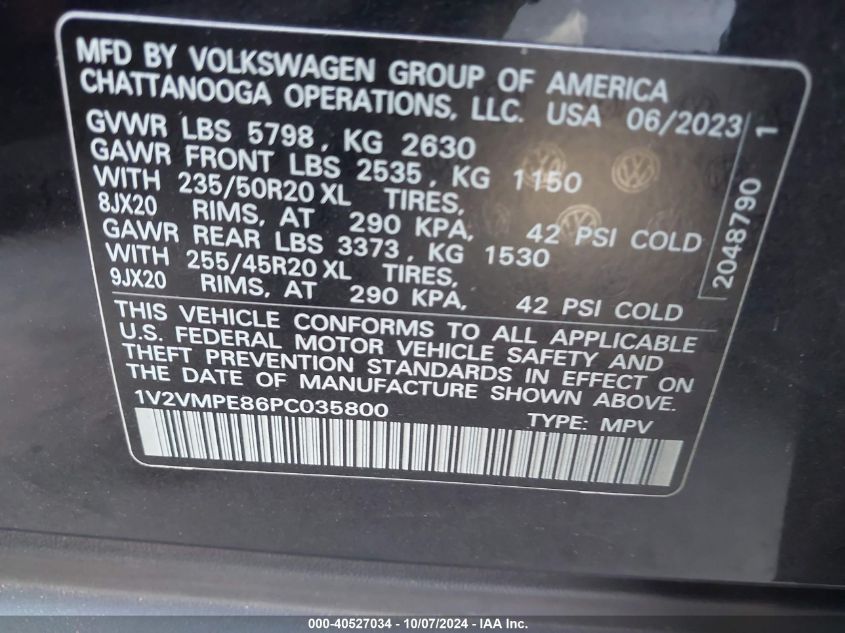 MFD BY VOLKSWAGEN GROUP OF AMERICA
CHATTANOOGA OPERATIONS, LLC. USA 06/2023
GVWR LBS 5798, KG 2630
GAWR FRONT LBS 2535, KG 1150
WITH 235/50R20 XL TIRES,
8JX20 RIMS, AT 290 KPA, 42 PSI COLD
GAWR REAR LBS 3373, KG 1530
WITH 255/45R20 XL TIRES,
9JX20 RIMS, AT 290 KPA, 42 PSI COLD
2048790 1
THIS VEHICLE CONFORMS TO ALL APPLICABLE
U.S. FEDERAL MOTOR VEHICLE SAFETY AND
THEFT PREVENTION STANDARDS IN EFFECT ON
THE DATE OF MANUFACTURE SHOWN ABOVE.
1V2VMPE86PC035800
TYPE: MPV
000-40527034 - 10/07/2024 - IAA Inc.